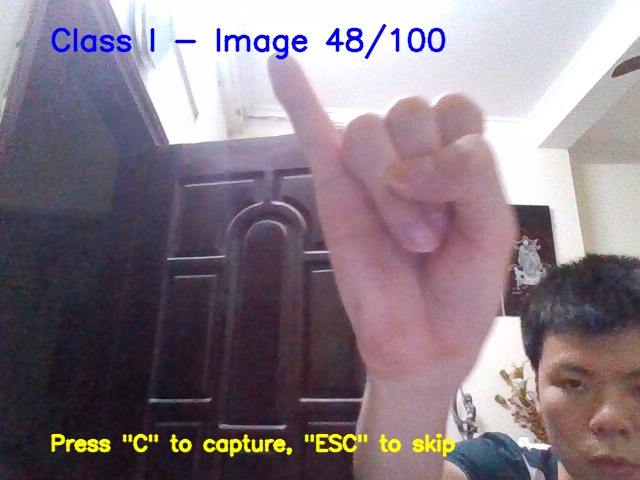 Class I - Image 48/100
Press "C" to capture, "ESC" to skip